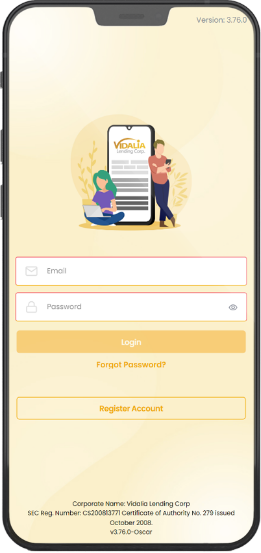 Version: 3.76.0
VIDALIA
Lending Corp.
Email
Password
Login
Forgot Password?
Register Account
Corporate Name: Vidalia Lending Corp
SEC Reg. Number: CS200813771 Certificate of Authority No. 279 issued
October 2008.
v3.76.0-Oscar